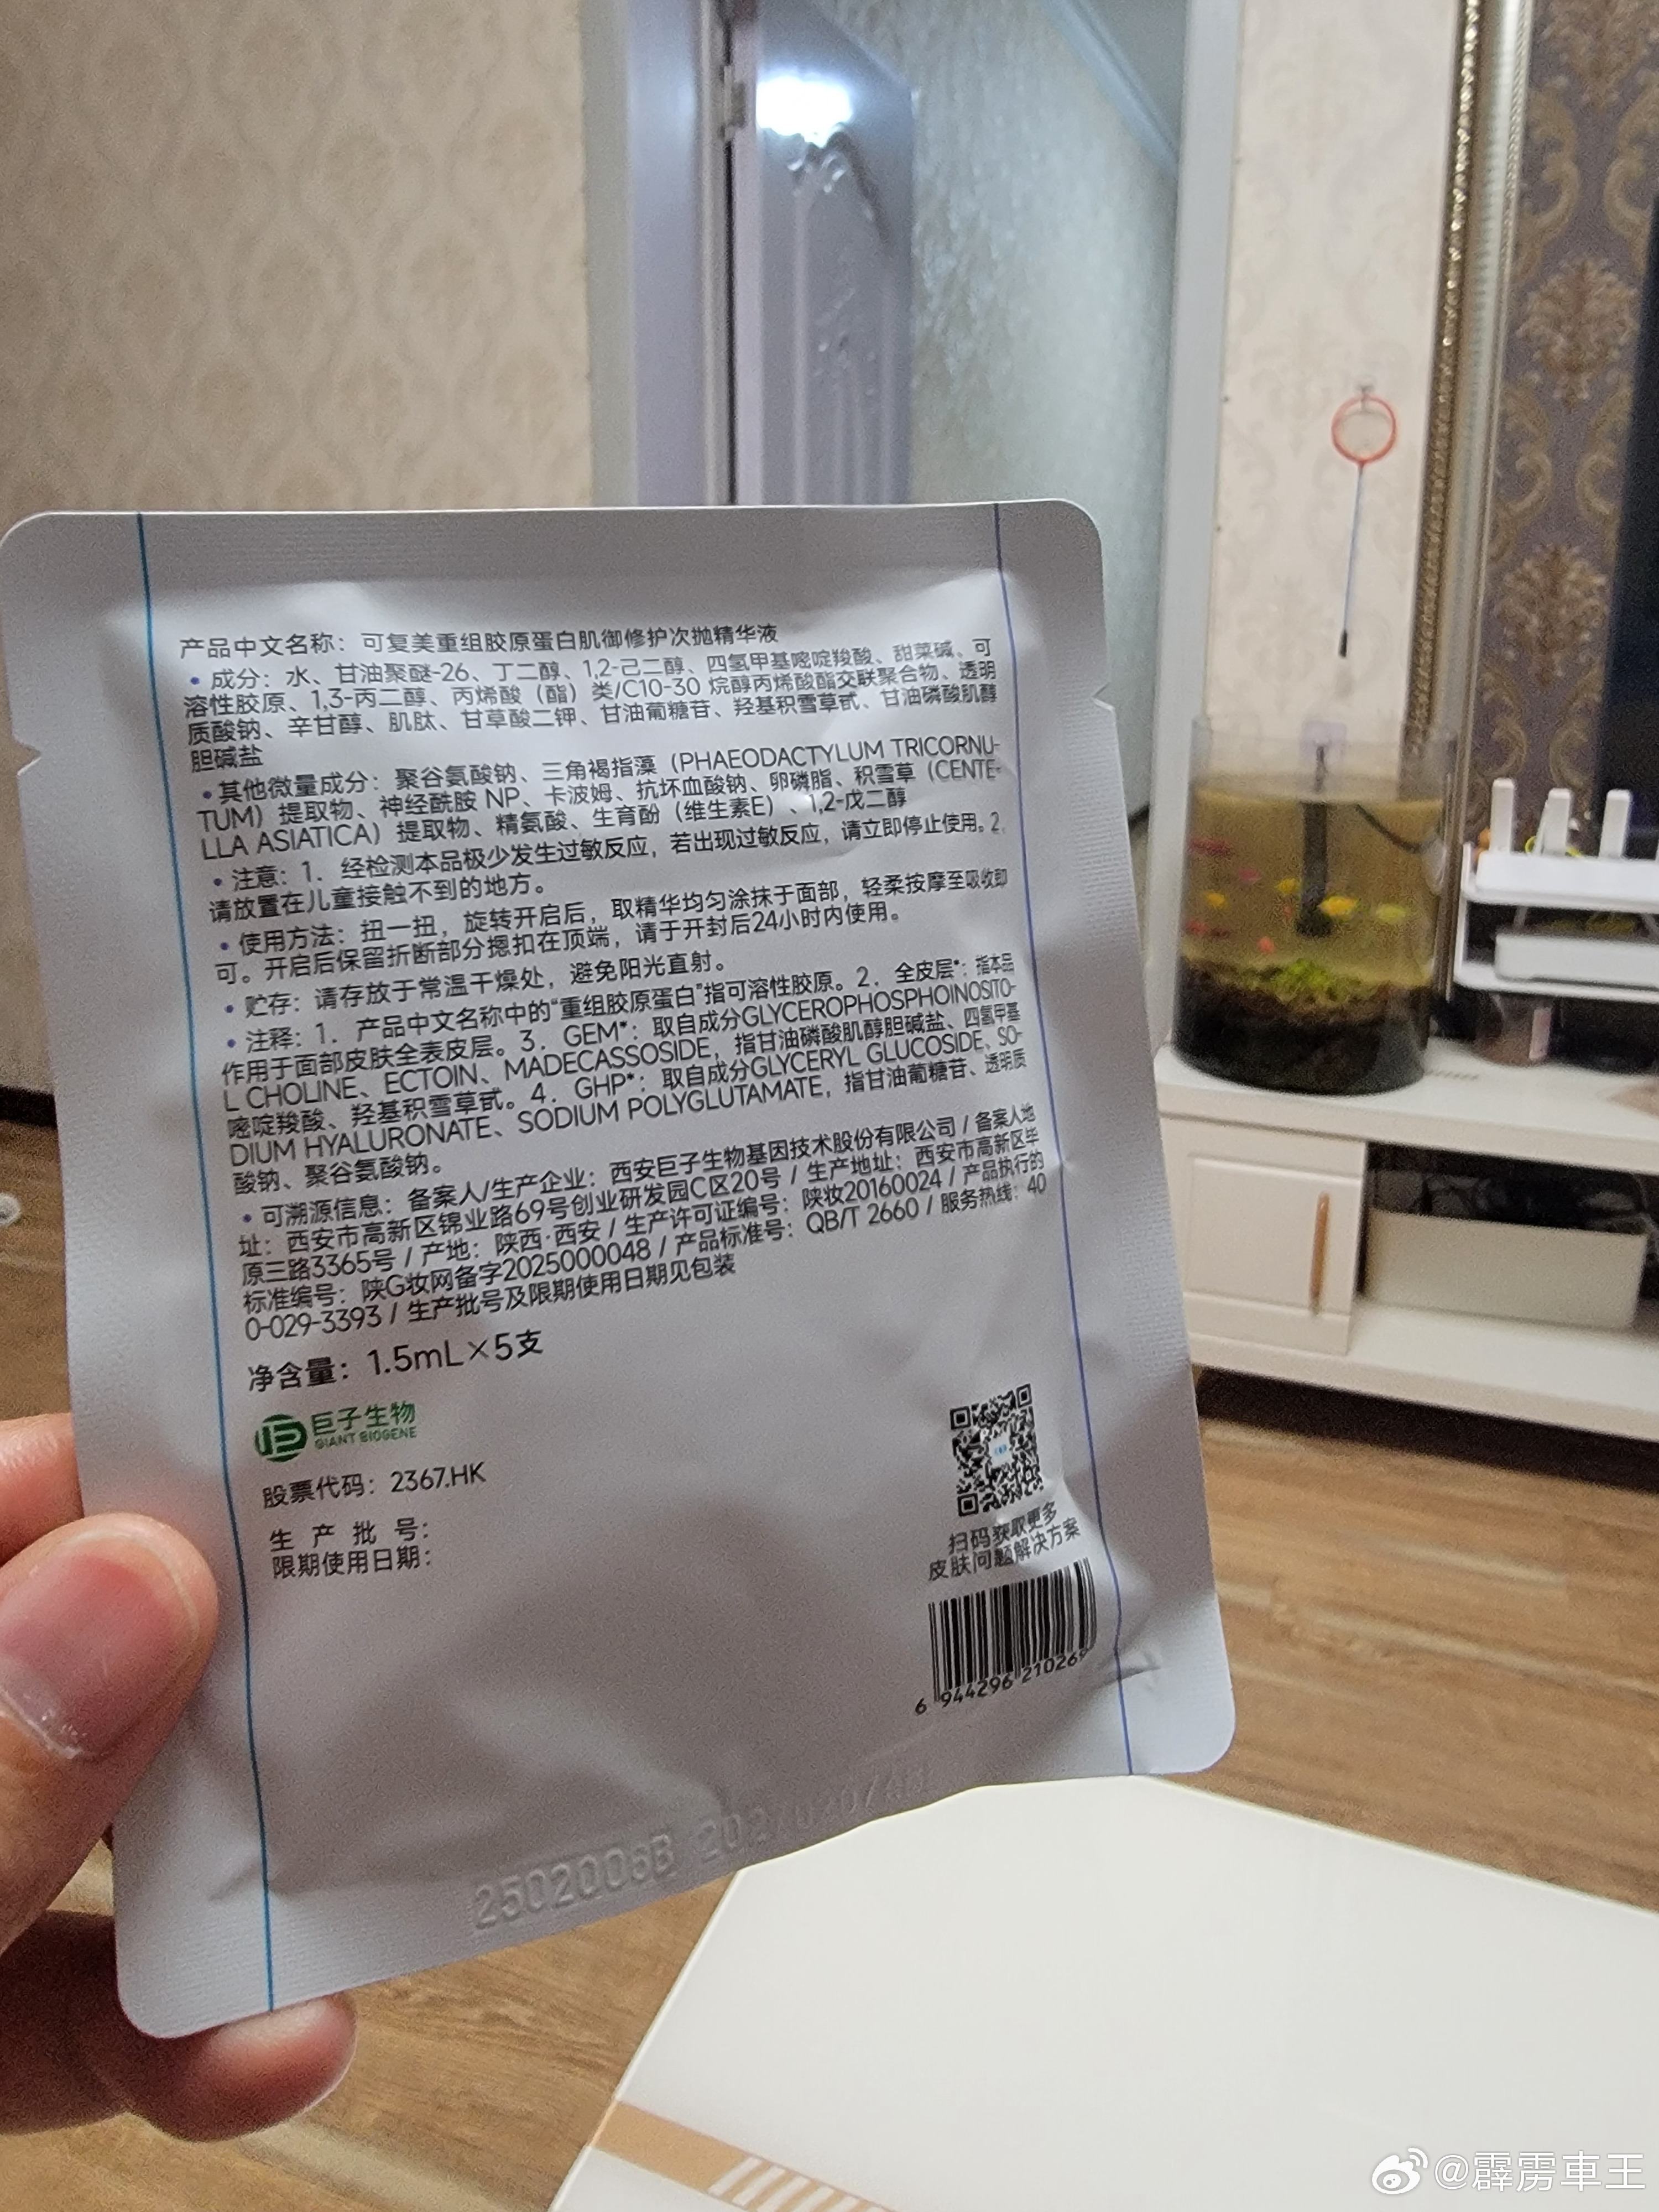 产品中文名称：可复美重组胶原蛋白肌御修护次抛精华液
• 成分：水、甘油聚醚-26、丁二醇、1,2-己二醇、四氢甲基嘧啶羧酸、甜菜碱、可
溶性胶原、1,3-丙二醇、丙烯酸（酯）类/C10-30 烷醇丙烯酸酯交联聚合物、透明
质酸钠、辛甘醇、肌肽、甘草酸二钾、甘油葡糖苷、羟基积雪草甙、甘油磷酸肌醇
胆碱盐
• 其他微量成分：聚谷氨酸钠、三角褐指藻（PHAEODACTYLUM TRICORNU-
TUM）提取物、神经酰胺 NP、卡波姆、抗坏血酸钠、卵磷脂、积雪草（CENTE-
LLA ASIATICA）提取物、精氨酸、生育酚（维生素E）、1,2-戊二醇
• 注意：1. 经检测本品极少发生过敏反应，若出现过敏反应，请立即停止使用。2.
请放置在儿童接触不到的地方。
• 使用方法：扭一扭，旋转开启后，取精华均匀涂抹于面部，轻柔按摩至吸收即
可。开启后保留折断部分摁扣在顶端，请于开封后24小时内使用。
• 贮存：请存放于常温干燥处，避免阳光直射。
• 注释：1. 产品中文名称中的“重组胶原蛋白”指可溶性胶原。2. 全皮层*：指本品
作用于面部皮肤全表皮层。3. GEM*：取自成分GLYCEROPHOSPHOINOSITO-
L CHOLINE、ECTOIN、MADECASSOSIDE，指甘油磷酸肌醇胆碱盐、四氢甲基
嘧啶羧酸、羟基积雪草甙。4. GHP*：取自成分GLYCERYL GLUCOSIDE、SO-
DIUM HYALURONATE、SODIUM POLYGLUTAMATE，指甘油葡糖苷、透明质
酸钠、聚谷氨酸钠。
• 可溯源信息：备案人/生产企业：西安巨子生物基因技术股份有限公司 / 备案人地
址：西安市高新区锦业路69号创业研发园C区20号 / 生产地址：西安市高新区毕
原三路3365号 / 产地：陕西·西安 / 生产许可证编号：陕妆20160024 / 产品执行的
标准编号：陕G妆网备字2025000048 / 产品标准号：QB/T 2660 / 服务热线：40
0-029-3393 / 生产批号及限期使用日期见包装
净含量：1.5mL×5支
巨子生物
GIANT BIOGENE
股票代码：2367.HK
生 产 批 号：
限期使用日期：
扫码获取更多
皮肤问题解决方案
6 944296 210269
@霹雳車王